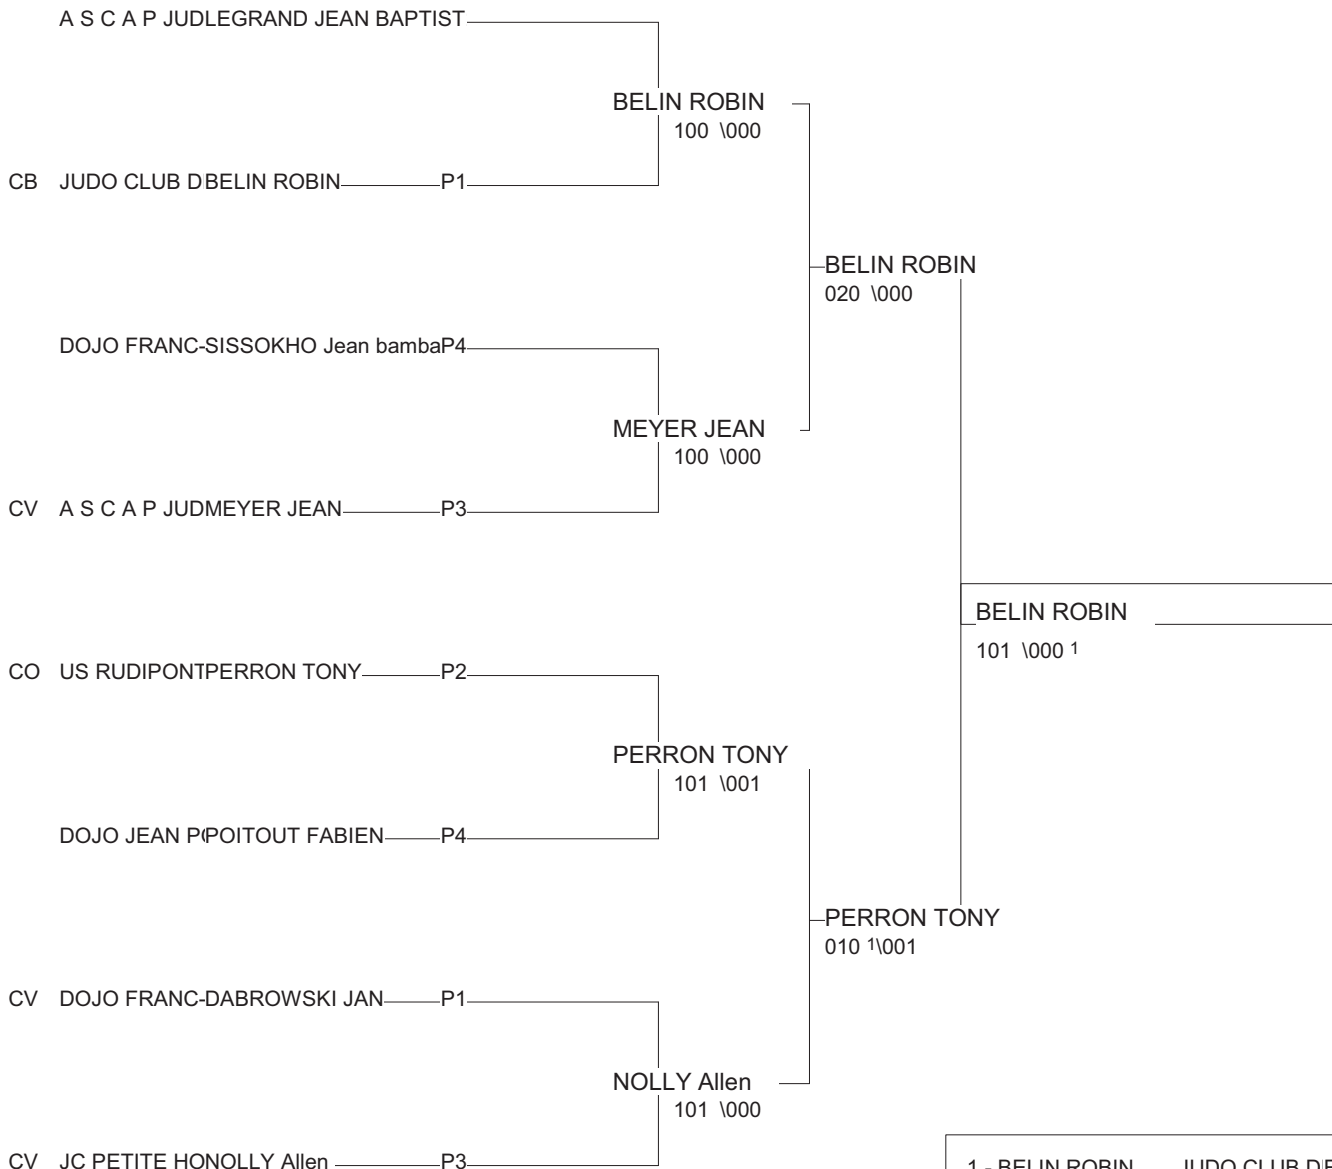 A S C A P JUDLEGRAND JEAN BAPTIST
BELIN ROBIN
100 \000
CB JUDO CLUB DBELIN ROBIN P1
BELIN ROBIN
020 \000
DOJO FRANC-SISSOKHO Jean bambaP4
MEYER JEAN
100 \000
CV A S C A P JUDMEYER JEAN P3
BELIN ROBIN
101 \000 1
CO US RUDIPONTPERRON TONY P2
PERRON TONY
101 \001
DOJO JEAN P POITOUT FABIEN P4
PERRON TONY
010 1\001
CV DOJO FRANC-DABROWSKI JAN P1
NOLLY Allen
101 \000
CV JC PETITE HONOLLY Allen P3
1 - BELIN ROBIN JUDO CLUB D